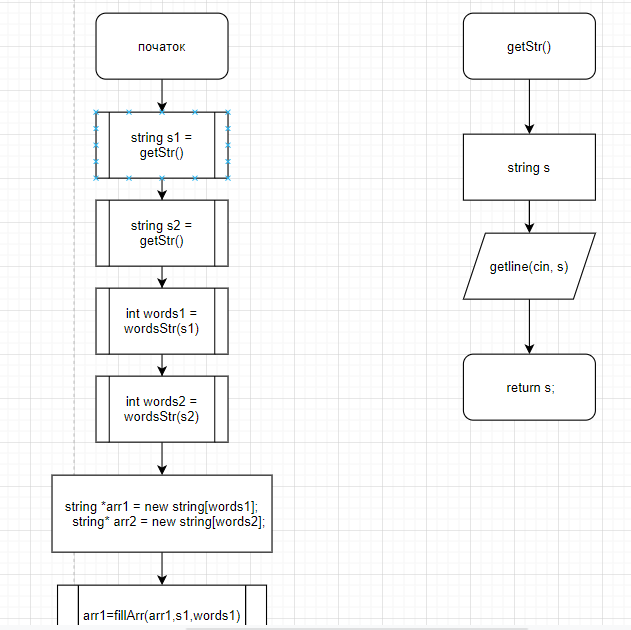 початок
string s1 =
getStr()
string s2 =
getStr()
int words1 =
wordsStr(s1)
int words2 =
wordsStr(s2)
string *arr1 = new string[words1];
string* arr2 = new string[words2];
arr1=fillArr(arr1,s1,words1)
getStr()
string s
getline(cin, s)
return s;